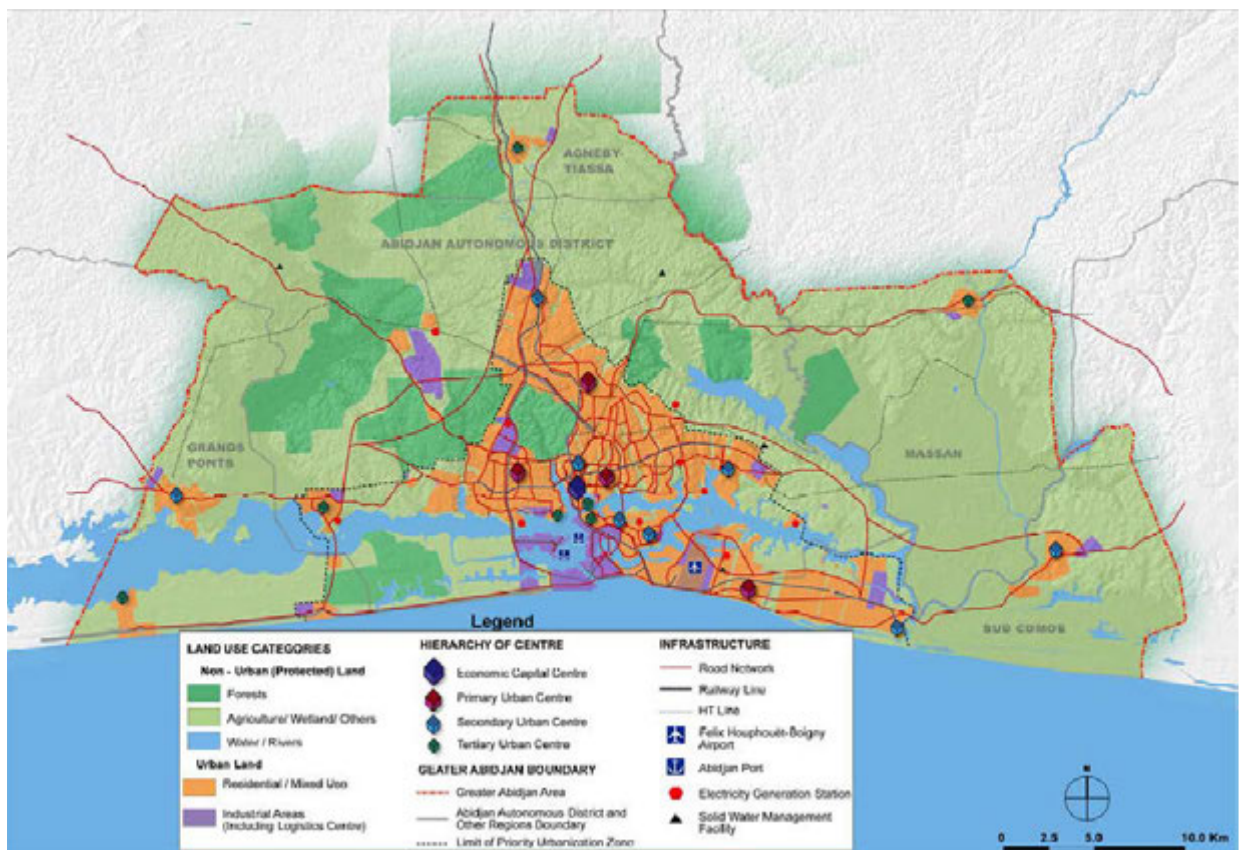 AGNEBY-
TIASSA
ABIDJAN AUTONOMOUS DISTRICT
GRANDS
PONTS
MASSAN
SUD COMOE
Legend
LAND USE CATEGORIES
Non - Urban (Protected) Land
Forests
Agriculture/ Wetland/ Others
Water / Rivers
Urban Land
Residential / Mixed Use
Industrial Areas
(Including Logistics Centre)
HIERARCHY OF CENTRE
Economic Capital Centre
Primary Urban Centre
Secondary Urban Centre
Tertiary Urban Centre
GEATER ABIDJAN BOUNDARY
Greater Abidjan Area
Abidjan Autonomous District and
Other Regions Boundary
Limit of Priority Urbanization Zone
INFRASTRUCTURE
Road Network
Railway Line
HT Line
Felix Houphouët-Boigny
Airport
Abidjan Port
Electricity Generation Station
Solid Water Management
Facility
N
0 2.5 5.0 10.0 Km